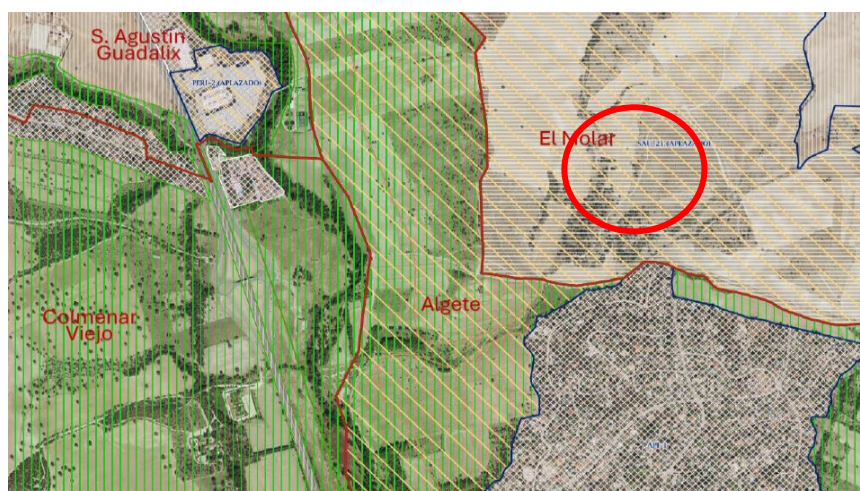 S. Agustin
Guadalix
PERI-2 (APLAZADO)
El Molar
SAU-21 (APLAZADO)
Algete
Colmenar
Viejo